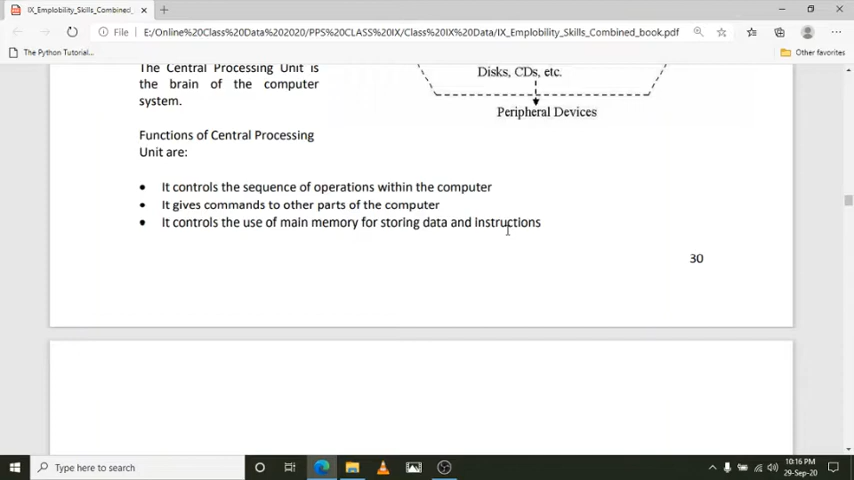 IX_Emplobility_Skills_Combined_
File
E:/Online%20Class%20Data%202020/PPS%20CLASS%20IX/Class%20IX%20Data/IX_Emplobility_Skills_Combined_book.pdf
The Python Tutorial...
Other favorites
The Central Processing Unit is
the brain of the computer
system.
Disks, CDs, etc.
Peripheral Devices
Functions of Central Processing
Unit are:
• It controls the sequence of operations within the computer
• It gives commands to other parts of the computer
• It controls the use of main memory for storing data and instructions
30
Type here to search
10:16 PM
29-Sep-20